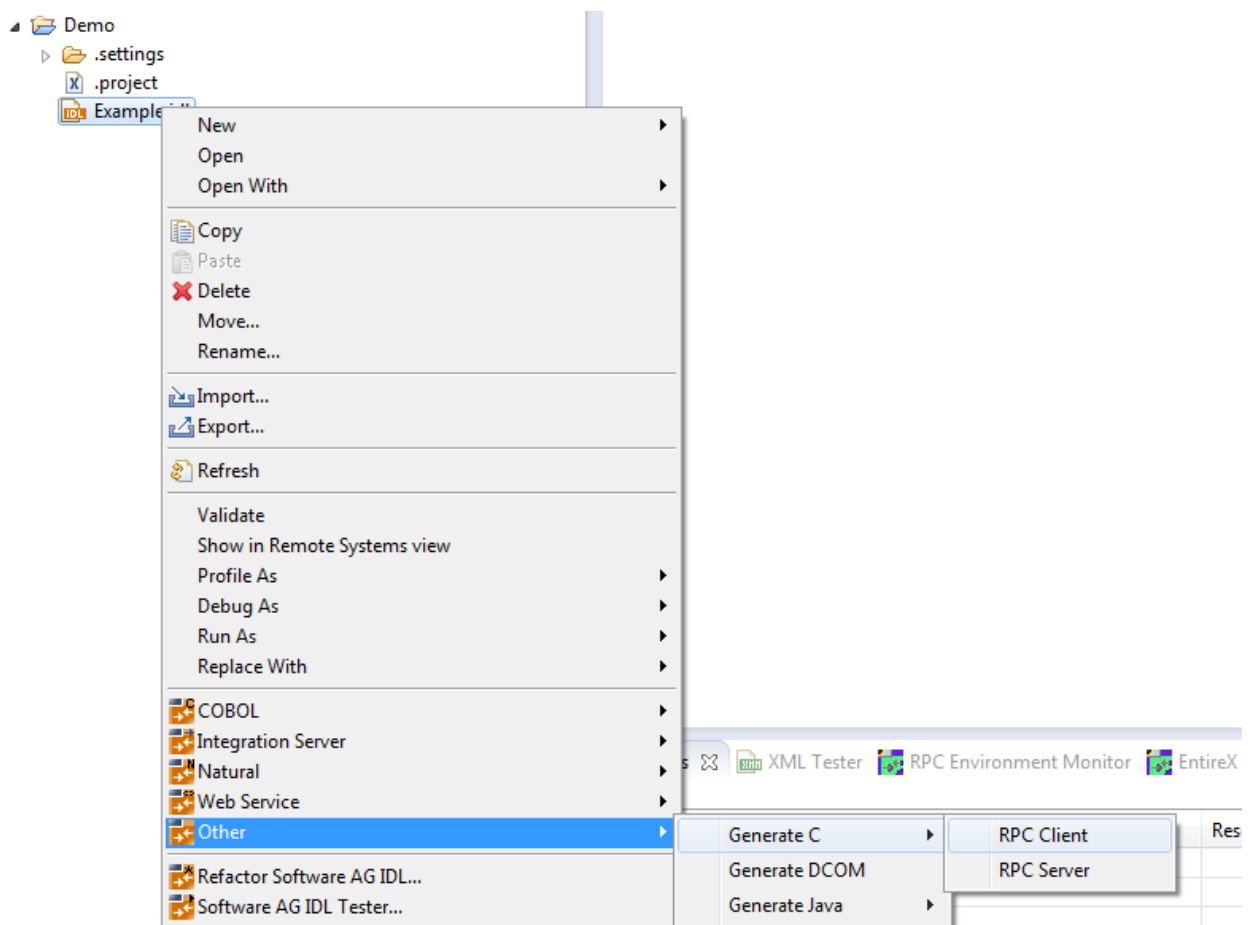 Demo
.settings
.project
Example
New
Open
Open With
Copy
Paste
Delete
Move...
Rename...
Import...
Export...
Refresh
Validate
Show in Remote Systems view
Profile As
Debug As
Run As
Replace With
COBOL
Integration Server
Natural
Web Service
Other
Refactor Software AG IDL...
Software AG IDL Tester...
XML Tester RPC Environment Monitor EntireX
Generate C
Generate DCOM
Generate Java
RPC Client
RPC Server